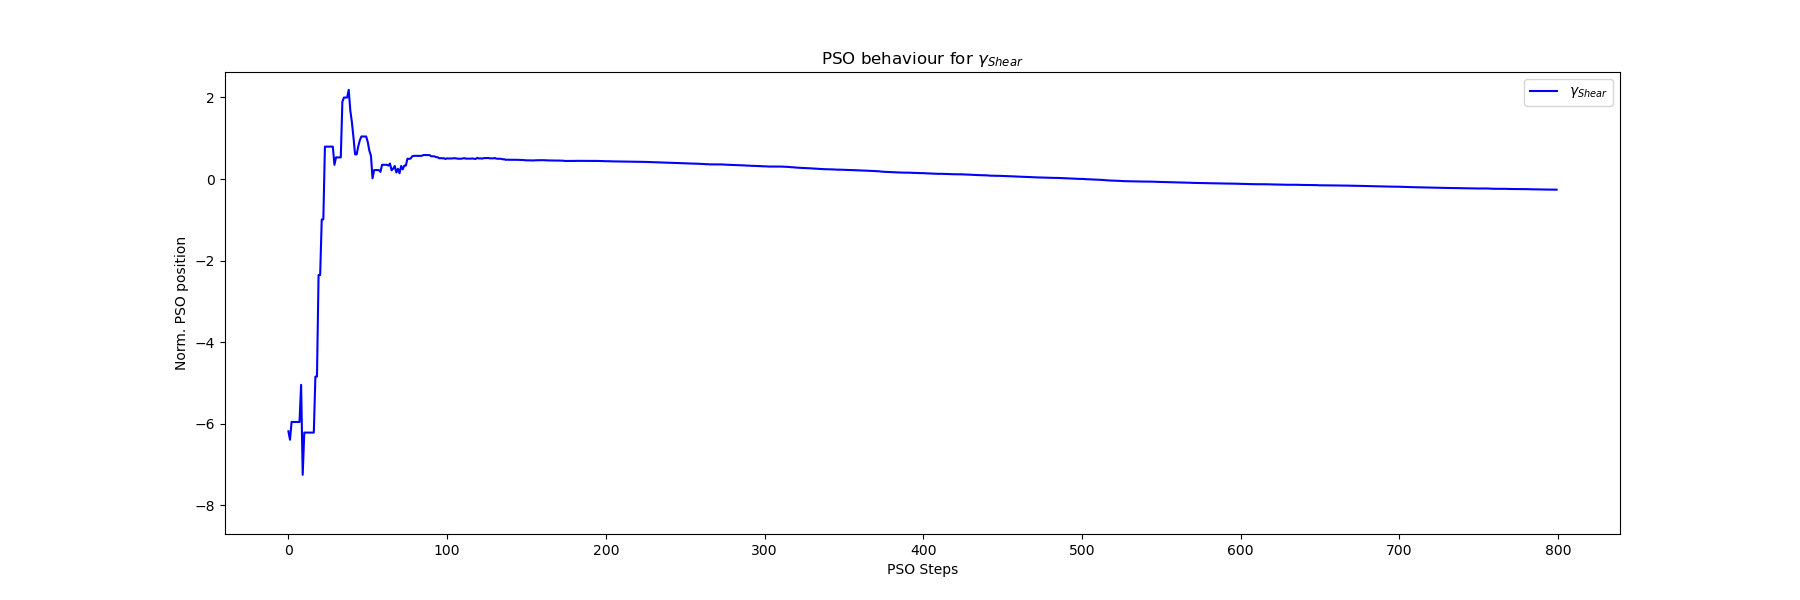 PSO behaviour for γShear
γShear
2
0
−2
−4
−6
−8
Norm. PSO position
0 100 200 300 400 500 600 700 800
PSO Steps